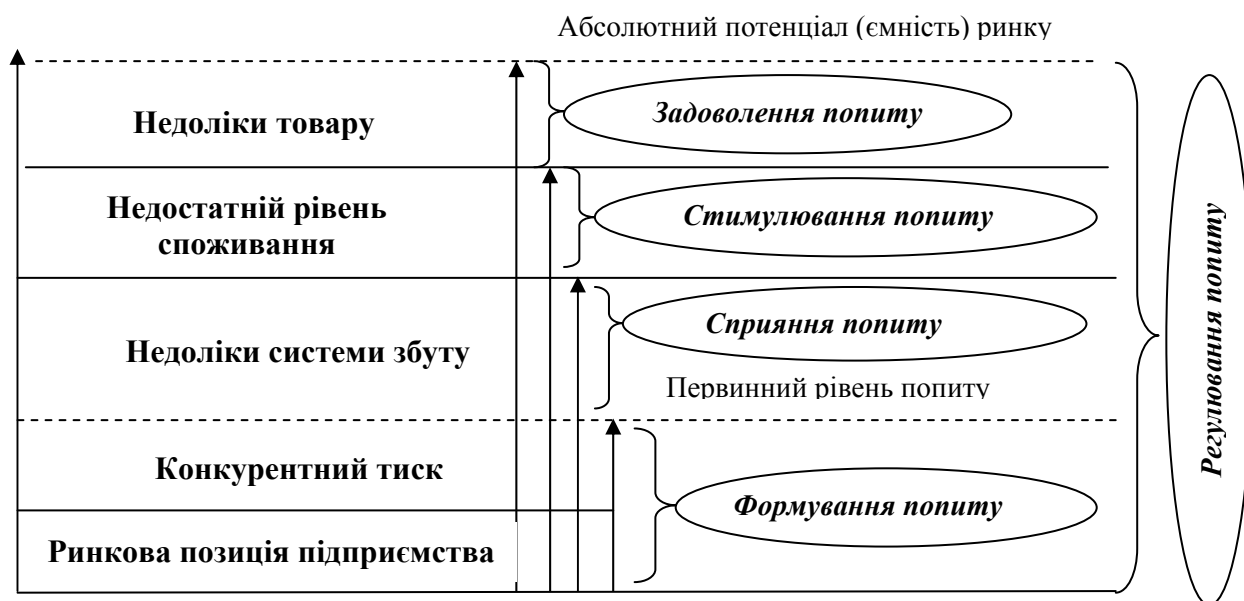 Абсолютний потенціал (ємність) ринку
Недоліки товару
Задоволення попиту
Недостатній рівень
споживання
Стимулювання попиту
Недоліки системи збуту
Сприяння попиту
Первинний рівень попиту
Конкурентний тиск
Формування попиту
Ринкова позиція підприємства
Регулювання попиту